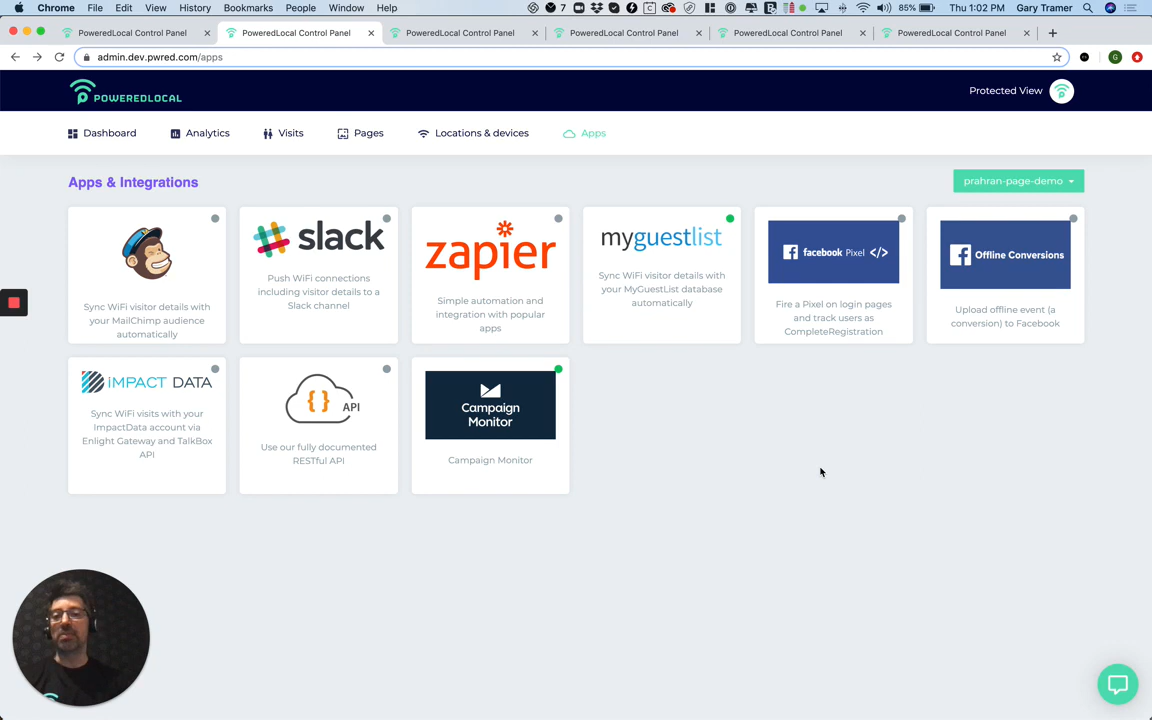 Chrome File Edit View History Bookmarks People Window Help 7 85% Thu 1:02 PM Gary Tramer
PoweredLocal Control Panel PoweredLocal Control Panel PoweredLocal Control Panel PoweredLocal Control Panel PoweredLocal Control Panel PoweredLocal Control Panel
admin.dev.pwred.com/apps G
POWEREDLOCAL Protected View
Dashboard Analytics Visits Pages Locations & devices Apps
Apps & Integrations prahran-page-demo
Sync WiFi visitor details with
your MailChimp audience
automatically
slack
Push WiFi connections
including visitor details to a
Slack channel
zapier
Simple automation and
integration with popular
apps
myguestlist
Sync WiFi visitor details with
your MyGuestList database
automatically
facebook Pixel </>
Fire a Pixel on login pages
and track users as
CompleteRegistration
Offline Conversions
Upload offline event (a
conversion) to Facebook
iMPACT DATA
Sync WiFi visits with your
ImpactData account via
Enlight Gateway and TalkBox
API
{ } API
Use our fully documented
RESTful API
Campaign
Monitor
Campaign Monitor